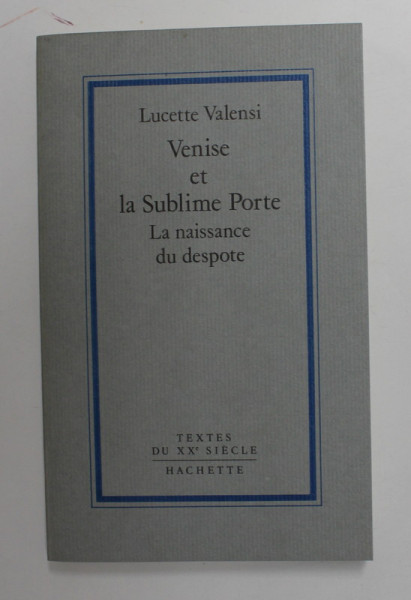 Lucette Valensi
Venise
et
la Sublime Porte
La naissance
du despote
TEXTES
DU XXᵉ SIÈCLE
HACHETTE